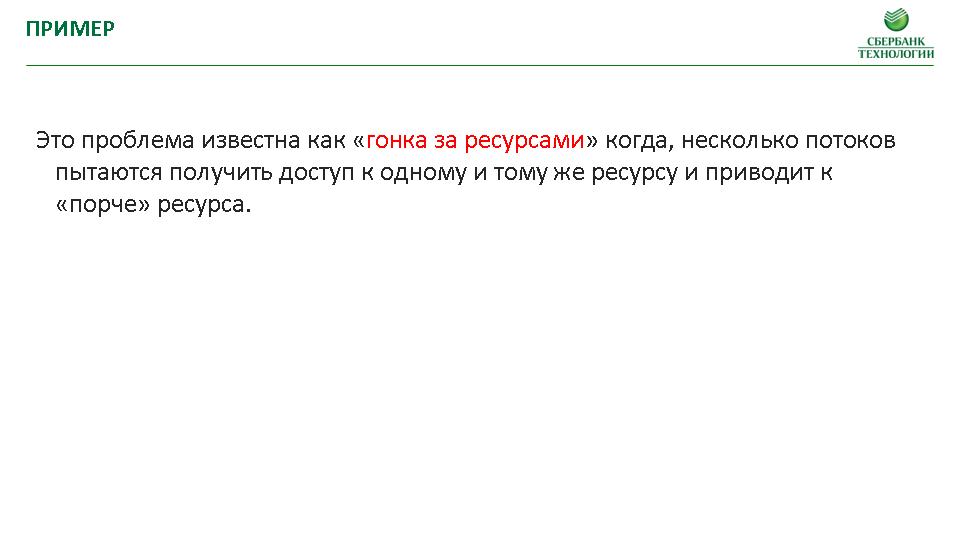 ПРИМЕР
СБЕРБАНК
ТЕХНОЛОГИИ
Это проблема известна как «гонка за ресурсами» когда, несколько потоков
пытаются получить доступ к одному и тому же ресурсу и приводит к
«порче» ресурса.